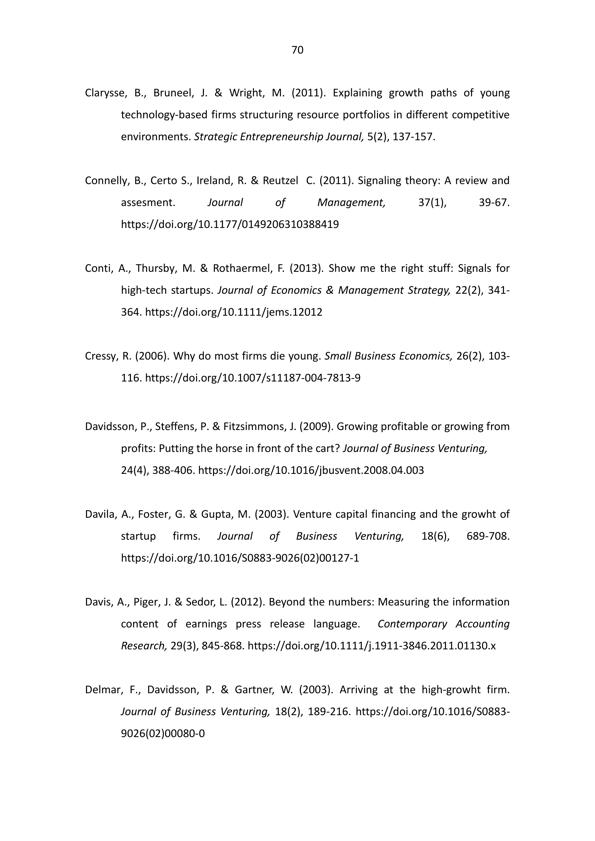 70
Clarysse, B., Bruneel, J. & Wright, M. (2011). Explaining growth paths of young
technology-based firms structuring resource portfolios in different competitive
environments. Strategic Entrepreneurship Journal, 5(2), 137-157.
Connelly, B., Certo S., Ireland, R. & Reutzel C. (2011). Signaling theory: A review and
assesment. Journal of Management, 37(1), 39-67.
https://doi.org/10.1177/0149206310388419
Conti, A., Thursby, M. & Rothaermel, F. (2013). Show me the right stuff: Signals for
high-tech startups. Journal of Economics & Management Strategy, 22(2), 341-
364. https://doi.org/10.1111/jems.12012
Cressy, R. (2006). Why do most firms die young. Small Business Economics, 26(2), 103-
116. https://doi.org/10.1007/s11187-004-7813-9
Davidsson, P., Steffens, P. & Fitzsimmons, J. (2009). Growing profitable or growing from
profits: Putting the horse in front of the cart? Journal of Business Venturing,
24(4), 388-406. https://doi.org/10.1016/jbusvent.2008.04.003
Davila, A., Foster, G. & Gupta, M. (2003). Venture capital financing and the growht of
startup firms. Journal of Business Venturing, 18(6), 689-708.
https://doi.org/10.1016/S0883-9026(02)00127-1
Davis, A., Piger, J. & Sedor, L. (2012). Beyond the numbers: Measuring the information
content of earnings press release language. Contemporary Accounting
Research, 29(3), 845-868. https://doi.org/10.1111/j.1911-3846.2011.01130.x
Delmar, F., Davidsson, P. & Gartner, W. (2003). Arriving at the high-growht firm.
Journal of Business Venturing, 18(2), 189-216. https://doi.org/10.1016/S0883-
9026(02)00080-0